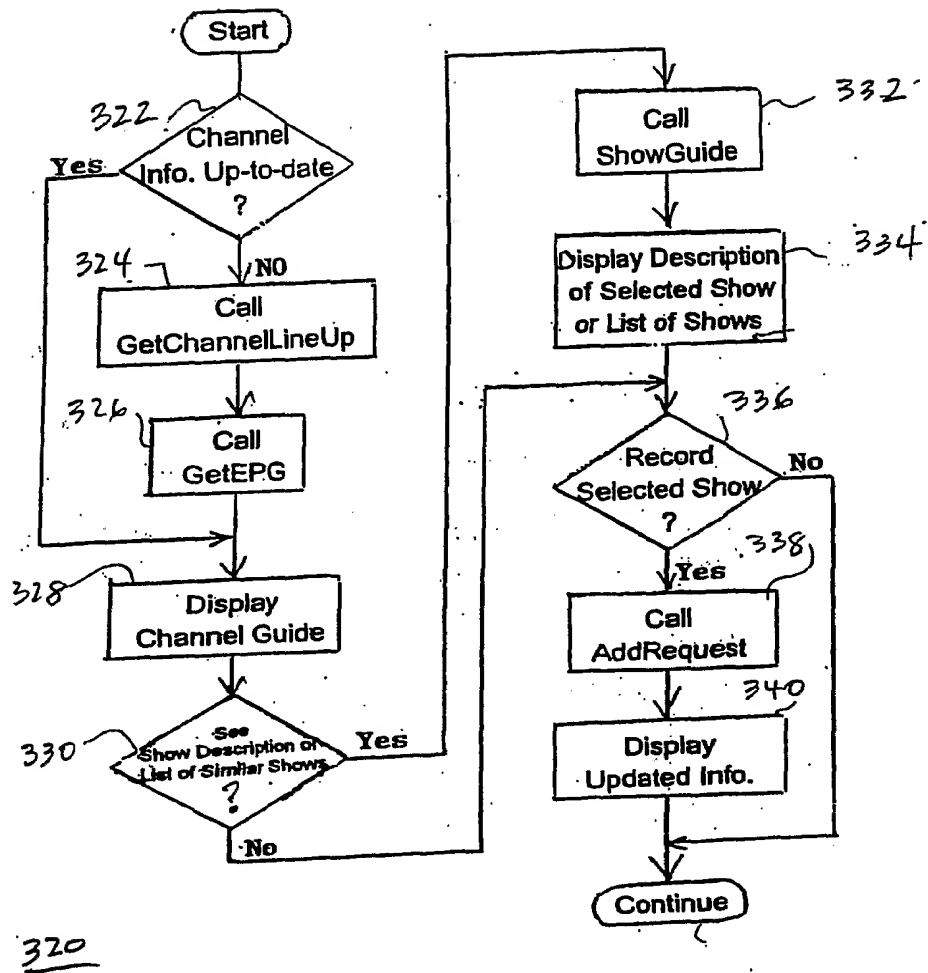 Start
322
Channel
Info. Up-to-date
?
Yes
NO
324
Call
GetChannelLineUp
326
Call
GetEPG
328
Display
Channel Guide
330
See
Show Description or
List of Similar Shows
?
Yes
No
332
Call
ShowGuide
334
Display Description
of Selected Show
or List of Shows
336
Record
Selected Show
?
No
Yes
338
Call
AddRequest
340
Display
Updated Info.
Continue
320